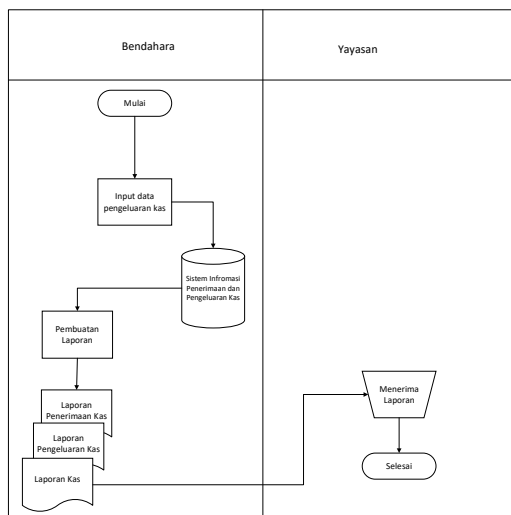 Bendahara
Yayasan
Mulai
Input data
pengeluaran kas
Sistem Infromasi
Penerimaan dan
Pengeluaran Kas
Pembuatan
Laporan
Laporan
Penerimaan Kas
Laporan
Pengeluaran Kas
Laporan Kas
Menerima
Laporan
Selesai